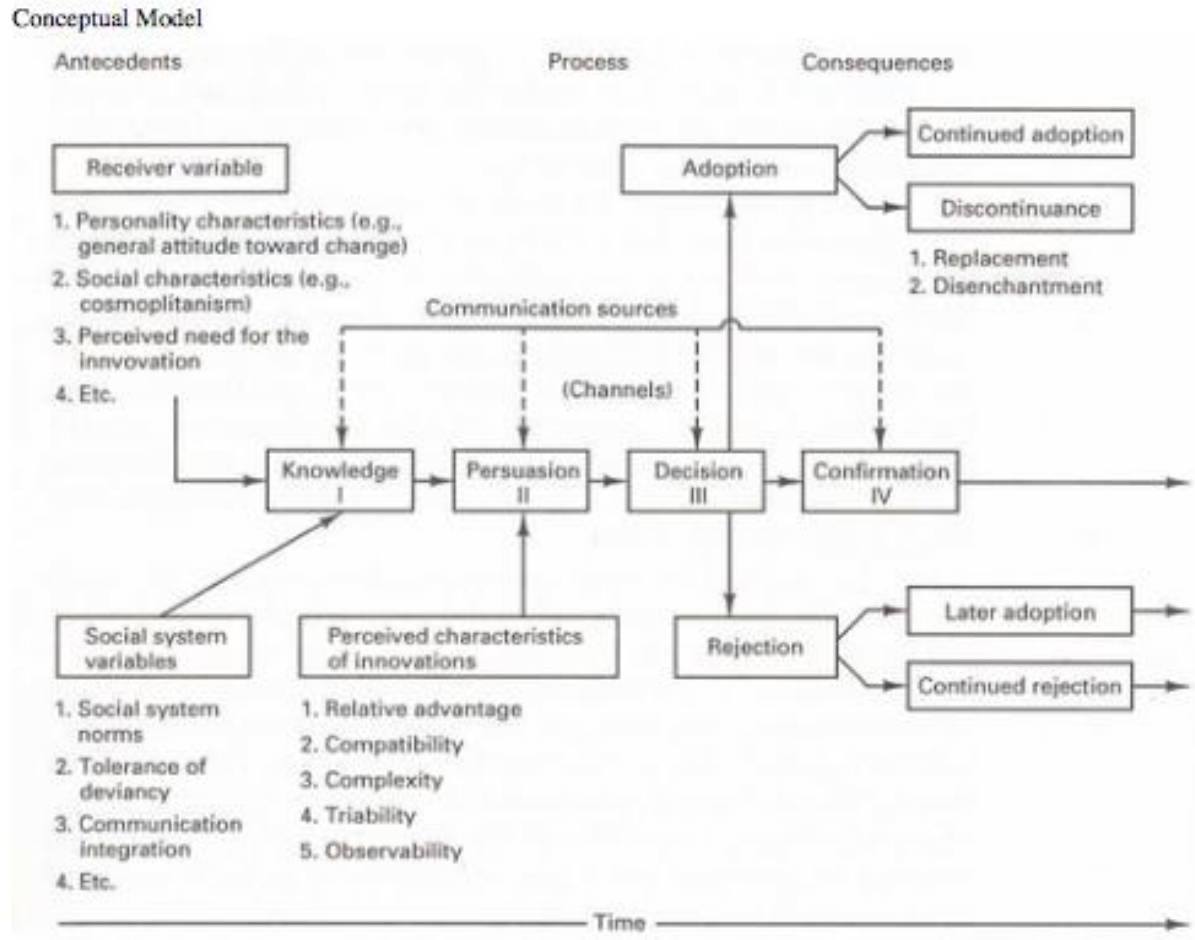 Conceptual Model
Antecedents
Process
Consequences
Receiver variable
1. Personality characteristics (e.g.,
general attitude toward change)
2. Social characteristics (e.g.,
cosmoplitanism)
3. Perceived need for the
innvovation
4. Etc.
Adoption
Continued adoption
Discontinuance
1. Replacement
2. Disenchantment
Communication sources
(Channels)
Knowledge
I
Persuasion
II
Decision
III
Confirmation
IV
Social system
variables
1. Social system
norms
2. Tolerance of
deviancy
3. Communication
integration
4. Etc.
Perceived characteristics
of innovations
1. Relative advantage
2. Compatibility
3. Complexity
4. Triability
5. Observability
Rejection
Later adoption
Continued rejection
Time